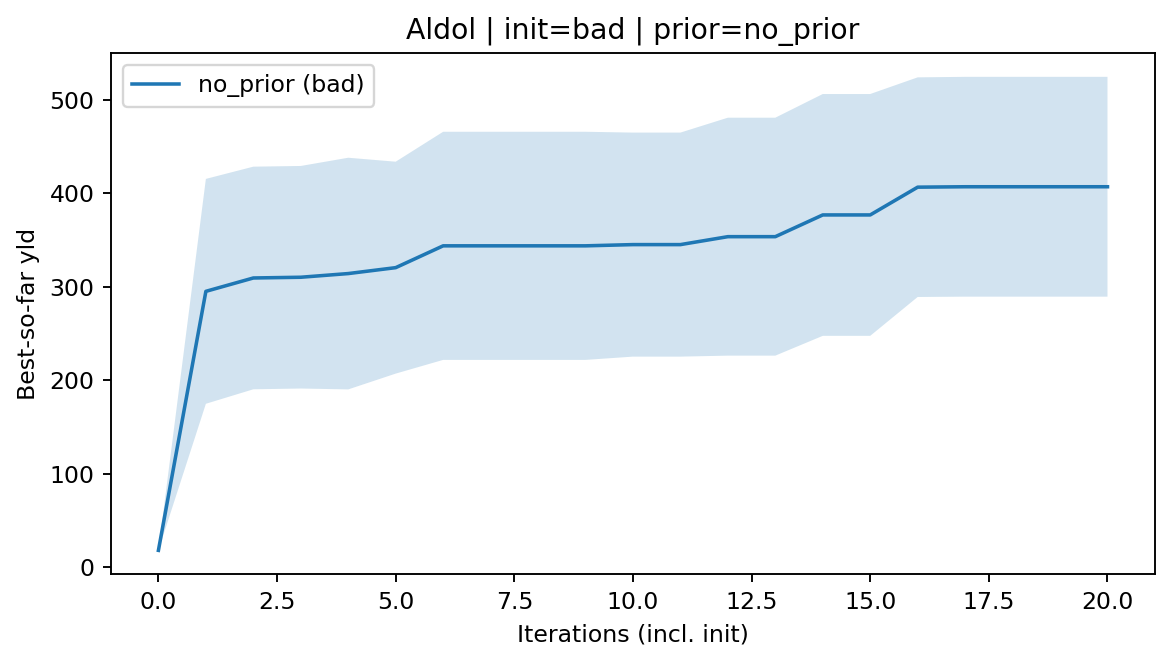 Aldol | init=bad | prior=no_prior
no_prior (bad)
Best-so-far yld
500
400
300
200
100
0
0.0 2.5 5.0 7.5 10.0 12.5 15.0 17.5 20.0
Iterations (incl. init)